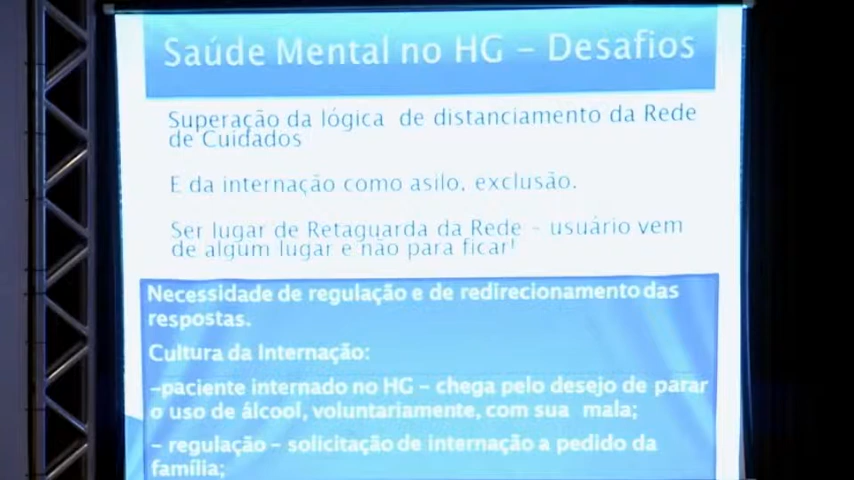 Saúde Mental no HG – Desafios
Superação da lógica de distanciamento da Rede
de Cuidados
E da internação como asilo, exclusão.
Ser lugar de Retaguarda da Rede – usuário vem
de algum lugar e não para ficar!
Necessidade de regulação e de redirecionamento das
respostas.
Cultura da Internação:
–paciente internado no HG – chega pelo desejo de parar
o uso de álcool, voluntariamente, com sua mala;
– regulação – solicitação de internação a pedido da
família;